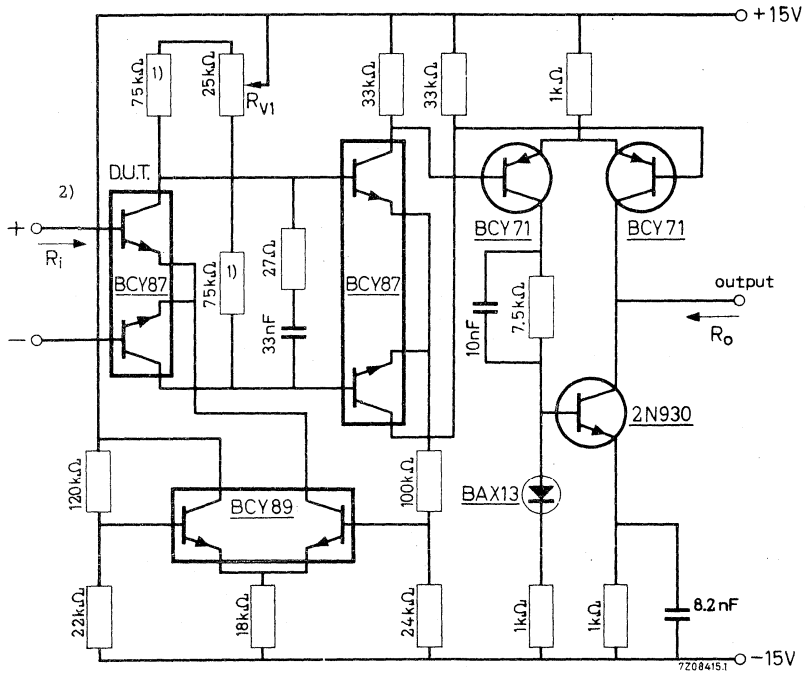 +15V
75kΩ
1)
25kΩ
RV1
33kΩ
33kΩ
1kΩ
D.U.T.
2)
+
Ri
BCY87
75kΩ
1)
27Ω
33nF
BCY87
BCY71
BCY71
output
Ro
10nF
7.5kΩ
−
2N930
120kΩ
BCY89
100kΩ
BAX13
22kΩ
18kΩ
24kΩ
1kΩ
1kΩ
8.2nF
7Z08415.1
−15V